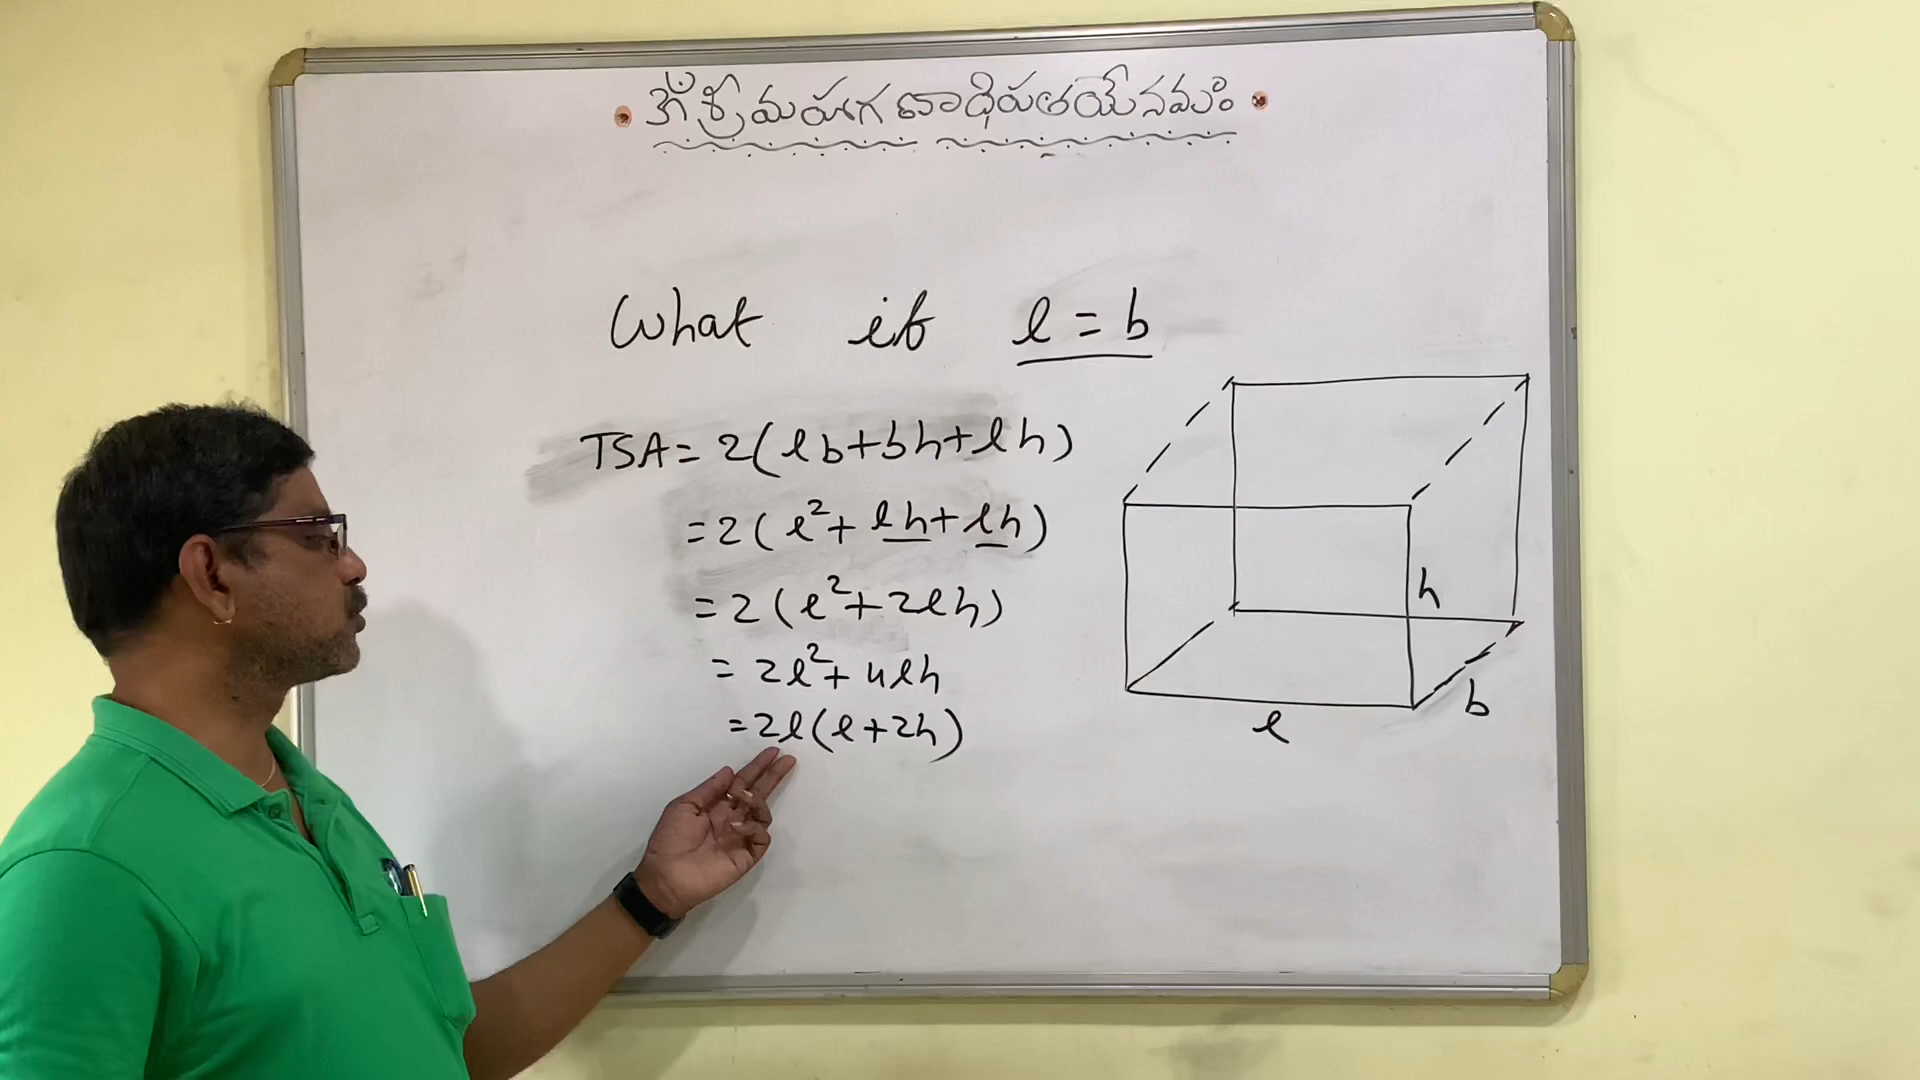 ఓం శ్రీ మహాగణాధిపతయే నమః
What if l = b
TSA = 2(lb+bh+lh)
= 2(l²+lh+lh)
= 2(l²+2lh)
= 2l²+4lh
= 2l(l+2h)
h
b
l